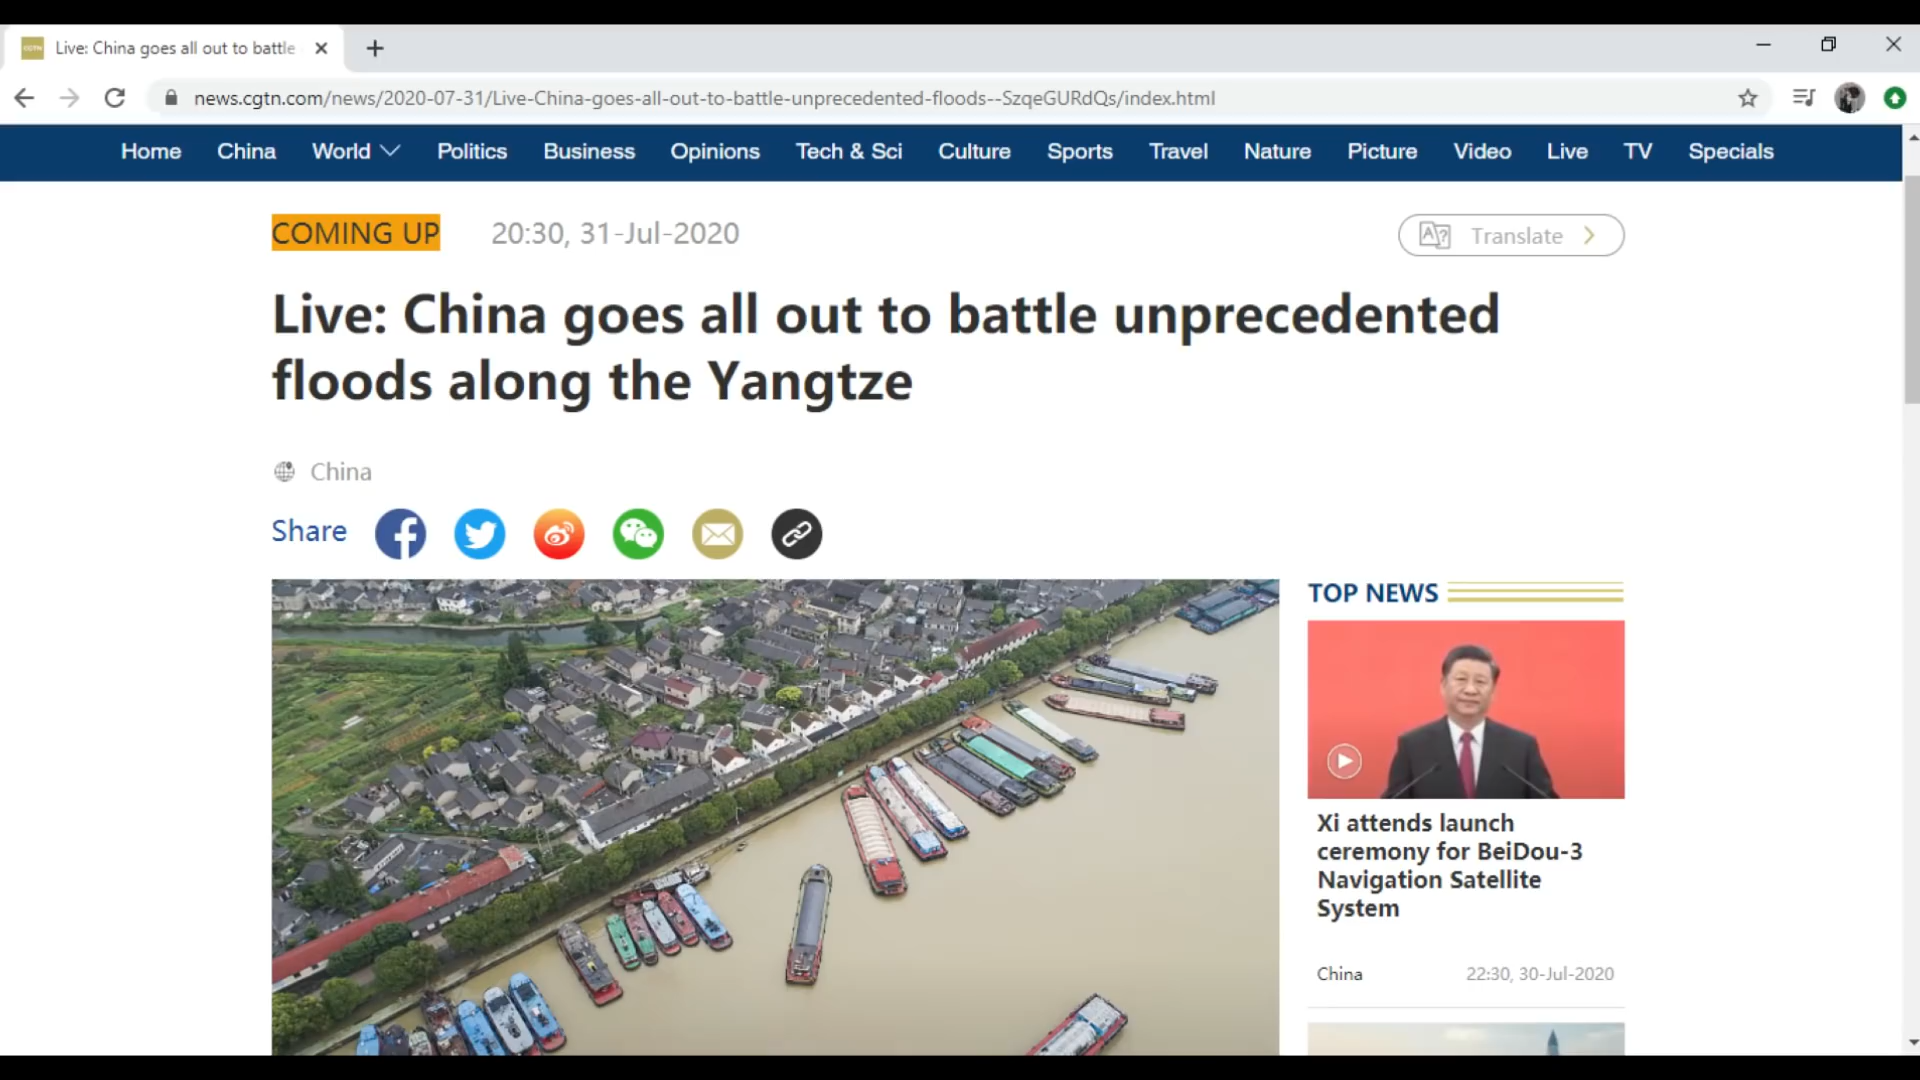 Live: China goes all out to battle
news.cgtn.com/news/2020-07-31/Live-China-goes-all-out-to-battle-unprecedented-floods--SzqeGURdQs/index.html
Home China World Politics Business Opinions Tech & Sci Culture Sports Travel Nature Picture Video Live TV Specials
COMING UP 20:30, 31-Jul-2020 Translate
Live: China goes all out to battle unprecedented
floods along the Yangtze
China
Share
TOP NEWS
Xi attends launch
ceremony for BeiDou-3
Navigation Satellite
System
China 22:30, 30-Jul-2020